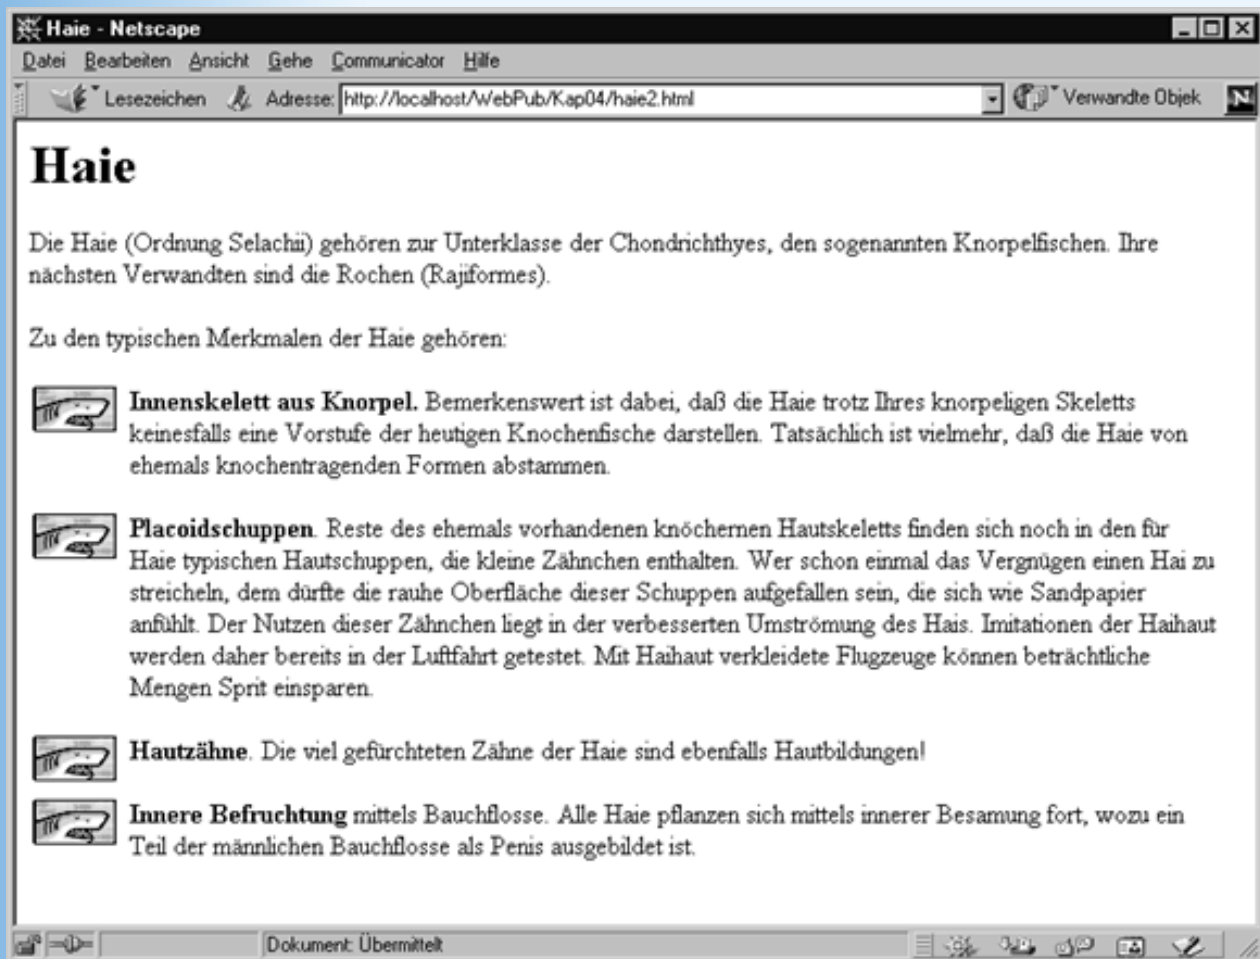 Haie - Netscape
Datei Bearbeiten Ansicht Gehe Communicator Hilfe
Lesezeichen Adresse: http://localhost/WebPub/Kap04/haie2.html Verwandte Objek N
Haie
Die Haie (Ordnung Selachii) gehören zur Unterklasse der Chondrichthyes, den sogenannten Knorpelfischen. Ihre
nächsten Verwandten sind die Rochen (Rajiformes).
Zu den typischen Merkmalen der Haie gehören:
Innenskelett aus Knorpel. Bemerkenswert ist dabei, daß die Haie trotz Ihres knorpeligen Skeletts
keinesfalls eine Vorstufe der heutigen Knochenfische darstellen. Tatsächlich ist vielmehr, daß die Haie von
ehemals knochentragenden Formen abstammen.
Placoidschuppen. Reste des ehemals vorhandenen knöchernen Hautskeletts finden sich noch in den für
Haie typischen Hautschuppen, die kleine Zähnchen enthalten. Wer schon einmal das Vergnügen einen Hai zu
streicheln, dem dürfte die rauhe Oberfläche dieser Schuppen aufgefallen sein, die sich wie Sandpapier
anfühlt. Der Nutzen dieser Zähnchen liegt in der verbesserten Umströmung des Hais. Imitationen der Haihaut
werden daher bereits in der Luftfahrt getestet. Mit Haihaut verkleidete Flugzeuge können beträchtliche
Mengen Sprit einsparen.
Hautzähne. Die viel gefürchteten Zähne der Haie sind ebenfalls Hautbildungen!
Innere Befruchtung mittels Bauchflosse. Alle Haie pflanzen sich mittels innerer Besamung fort, wozu ein
Teil der männlichen Bauchflosse als Penis ausgebildet ist.
Dokument: Übermittelt